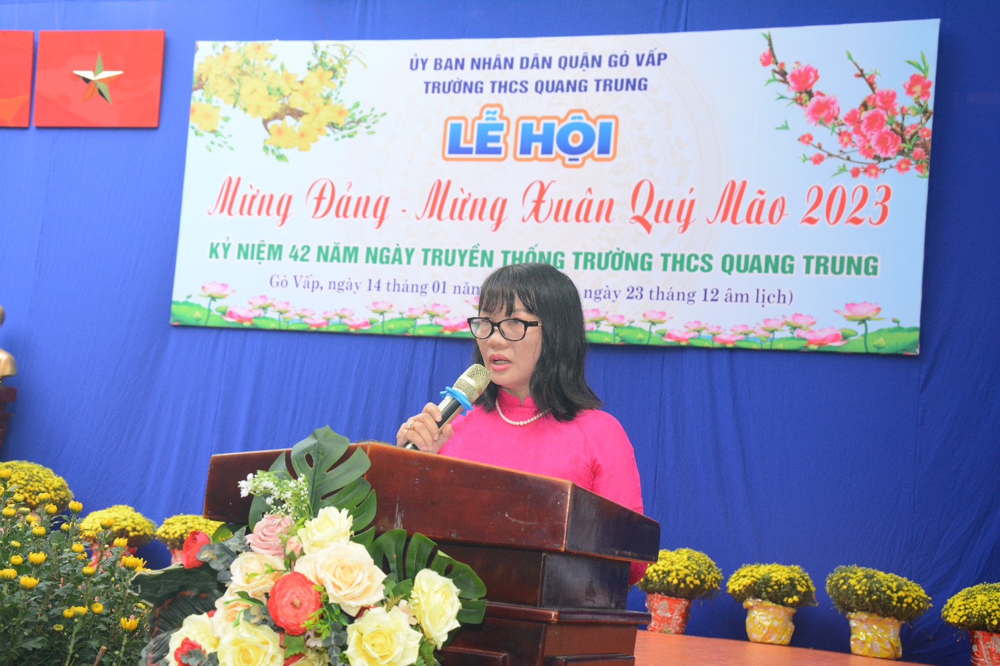 ỦY BAN NHÂN DÂN QUẬN GÒ VẤP
TRƯỜNG THCS QUANG TRUNG
LỄ HỘI
Mừng Đảng - Mừng Xuân Quý Mão 2023
KỶ NIỆM 42 NĂM NGÀY TRUYỀN THỐNG TRƯỜNG THCS QUANG TRUNG
Gò Vấp, ngày 14 tháng 01 năm ngày 23 tháng 12 âm lịch)